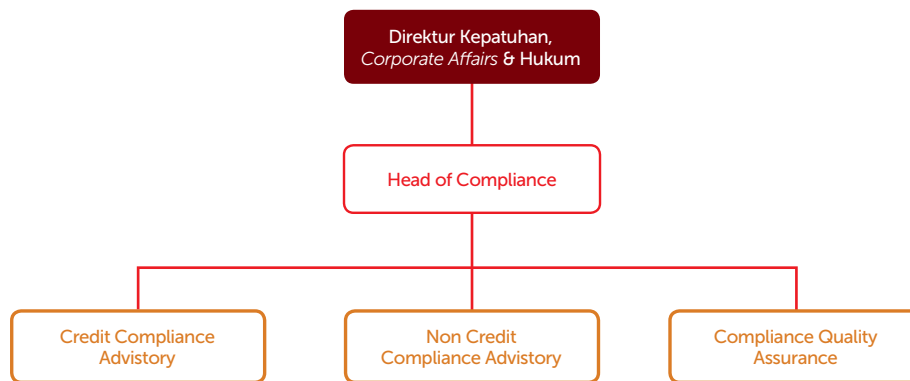 Direktur Kepatuhan,
Corporate Affairs & Hukum
Head of Compliance
Credit Compliance
Advistory
Non Credit
Compliance Advistory
Compliance Quality
Assurance